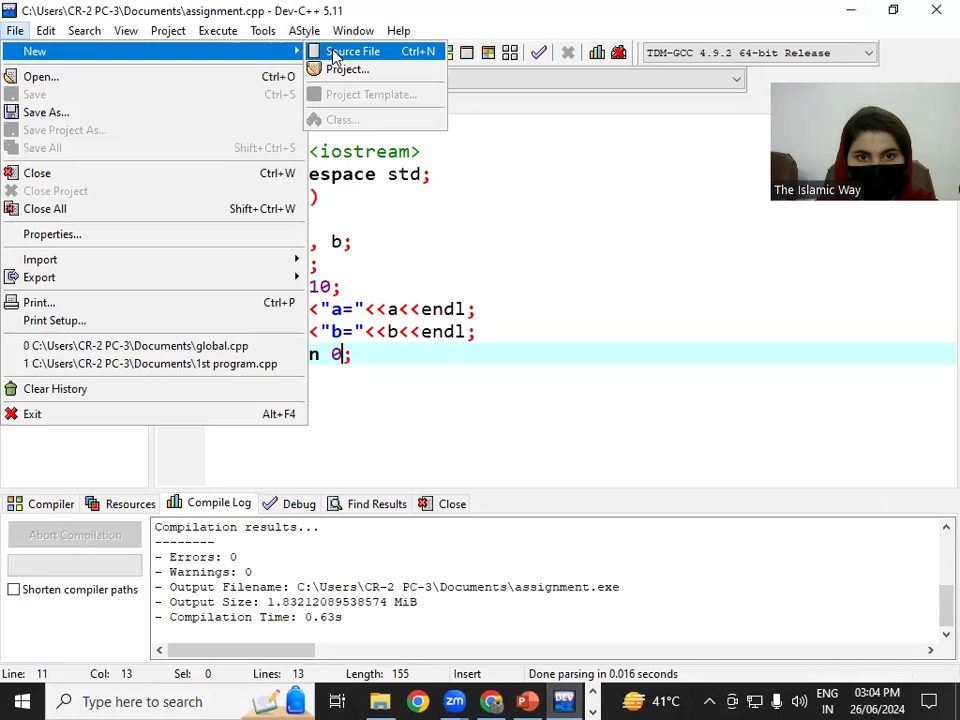 C:\Users\CR-2 PC-3\Documents\assignment.cpp - Dev-C++ 5.11
File Edit Search View Project Execute Tools AStyle Window Help
New
Source File Ctrl+N
TDM-GCC 4.9.2 64-bit Release
Project...
Open... Ctrl+O
Save Ctrl+S
Project Template...
Save As...
Class...
Save Project As...
Save All Shift+Ctrl+S
<iostream>
Close Ctrl+W
espace std;
Close Project
The Islamic Way
)
Close All Shift+Ctrl+W
Properties...
, b;
Import
;
Export
10;
Print... Ctrl+P
<"a="<<a<<endl;
Print Setup...
<"b="<<b<<endl;
0 C:\Users\CR-2 PC-3\Documents\global.cpp
n 0;
1 C:\Users\CR-2 PC-3\Documents\1st program.cpp
Clear History
Exit Alt+F4
Compiler Resources Compile Log Debug Find Results Close
Abort Compilation
Shorten compiler paths
Compilation results...
--------
- Errors: 0
- Warnings: 0
- Output Filename: C:\Users\CR-2 PC-3\Documents\assignment.exe
- Output Size: 1.83212089538574 MiB
- Compilation Time: 0.63s
Line: 11 Col: 13 Sel: 0 Lines: 13 Length: 155 Insert Done parsing in 0.016 seconds
Type here to search
zm
DEV
41°C
ENG
IN
03:04 PM
26/06/2024